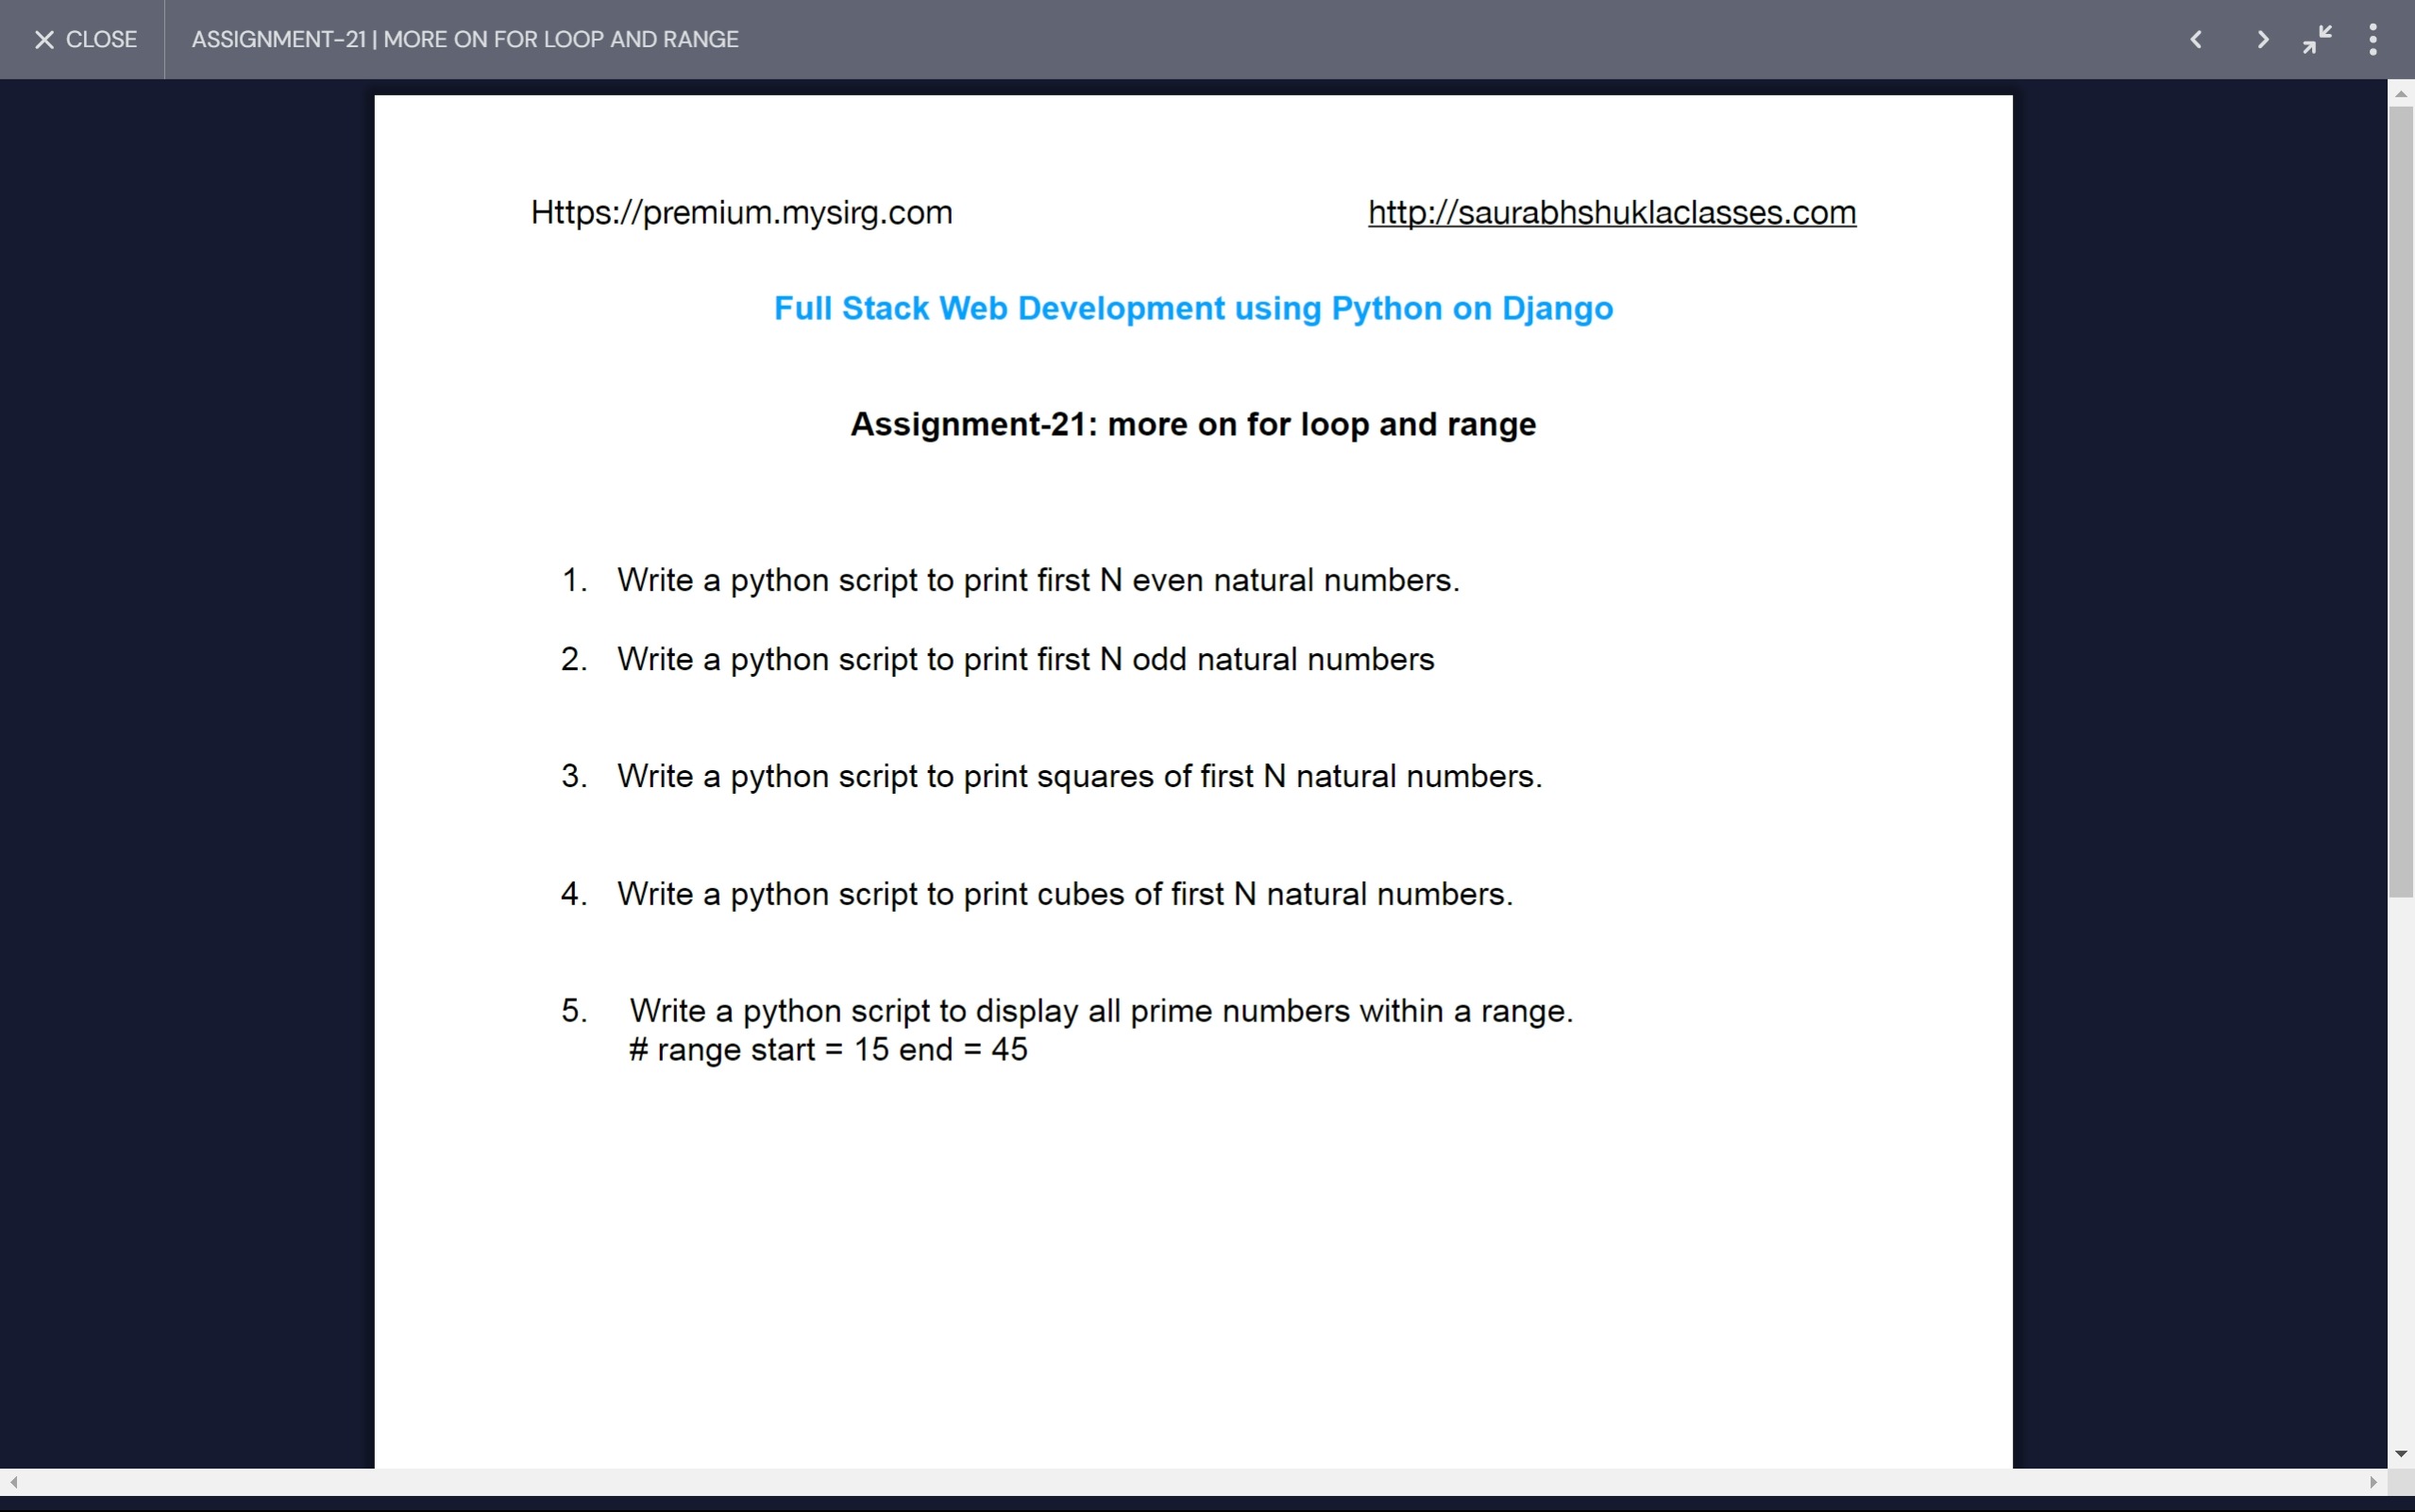 CLOSE
ASSIGNMENT-21 | MORE ON FOR LOOP AND RANGE
Https://premium.mysirg.com
http://saurabhshuklaclasses.com
Full Stack Web Development using Python on Django
Assignment-21: more on for loop and range
1. Write a python script to print first N even natural numbers.
2. Write a python script to print first N odd natural numbers
3. Write a python script to print squares of first N natural numbers.
4. Write a python script to print cubes of first N natural numbers.
5. Write a python script to display all prime numbers within a range.
# range start = 15 end = 45